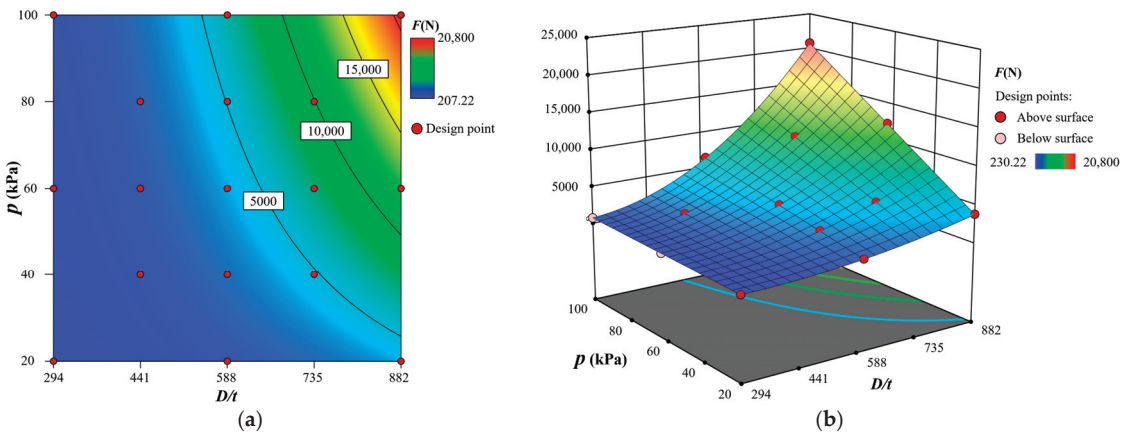 100
80
60
40
20
p (kPa)
294
441
588
735
882
D/t
5000
10,000
15,000
F(N)
20,800
207.22
Design point
(a)
25,000
20,000
15,000
10,000
5000
0
100
80
60
40
20
p (kPa)
294
441
588
735
882
D/t
F(N)
Design points:
Above surface
Below surface
230.22
20,800
(b)